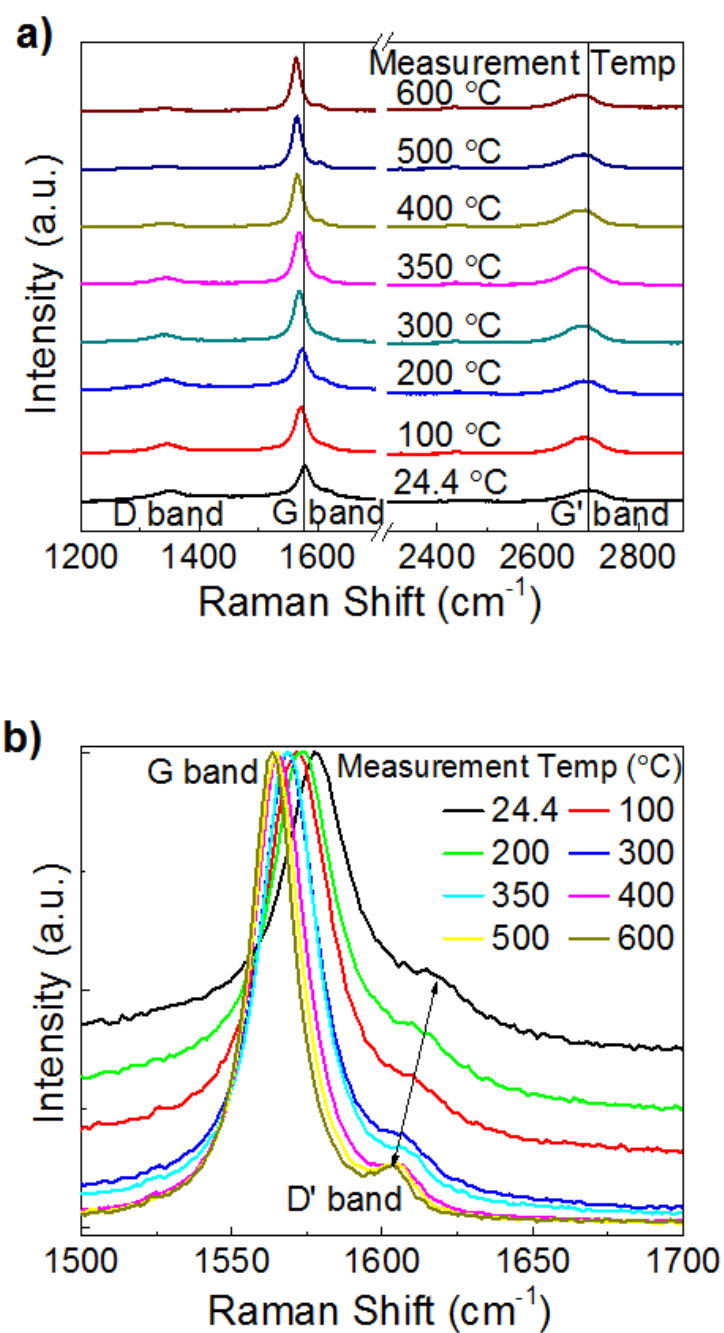 a)
Measurement Temp
600 °C
500 °C
400 °C
350 °C
300 °C
200 °C
100 °C
24.4 °C
D band G band G' band
1200 1400 1600 2400 2600 2800
Raman Shift (cm-1)
Intensity (a.u.)
b)
G band Measurement Temp (°C)
24.4 100
200 300
350 400
500 600
D' band
1500 1550 1600 1650 1700
Raman Shift (cm-1)
Intensity (a.u.)